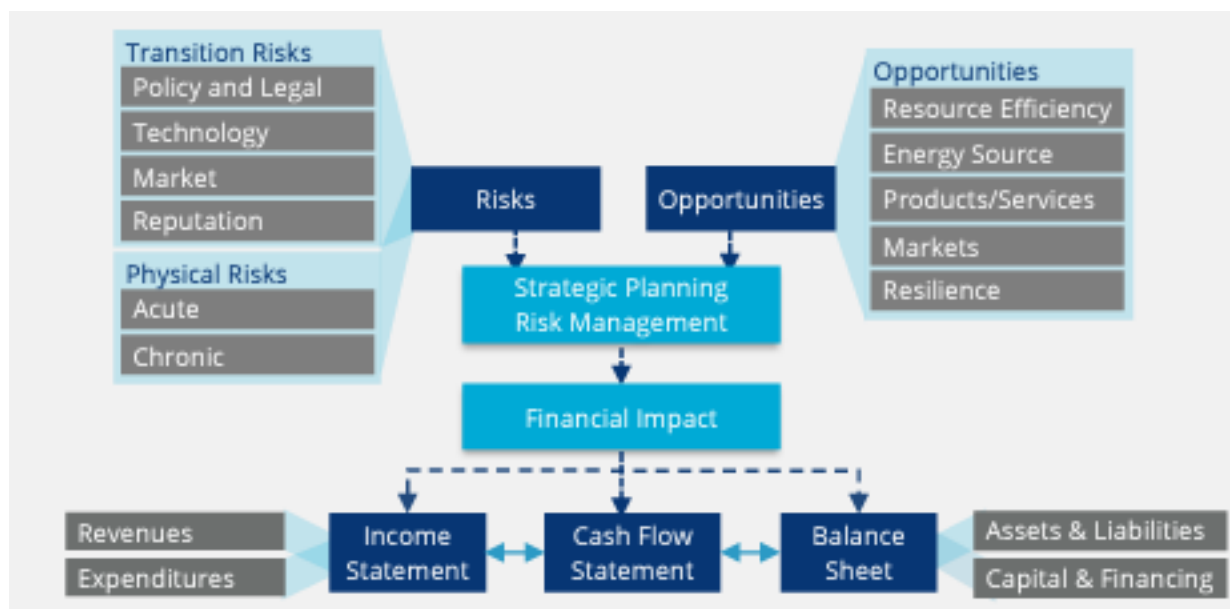 Transition Risks
Policy and Legal
Technology
Market
Reputation
Physical Risks
Acute
Chronic
Risks
Opportunities
Opportunities
Resource Efficiency
Energy Source
Products/Services
Markets
Resilience
Strategic Planning
Risk Management
Financial Impact
Revenues
Expenditures
Income
Statement
Cash Flow
Statement
Balance
Sheet
Assets & Liabilities
Capital & Financing